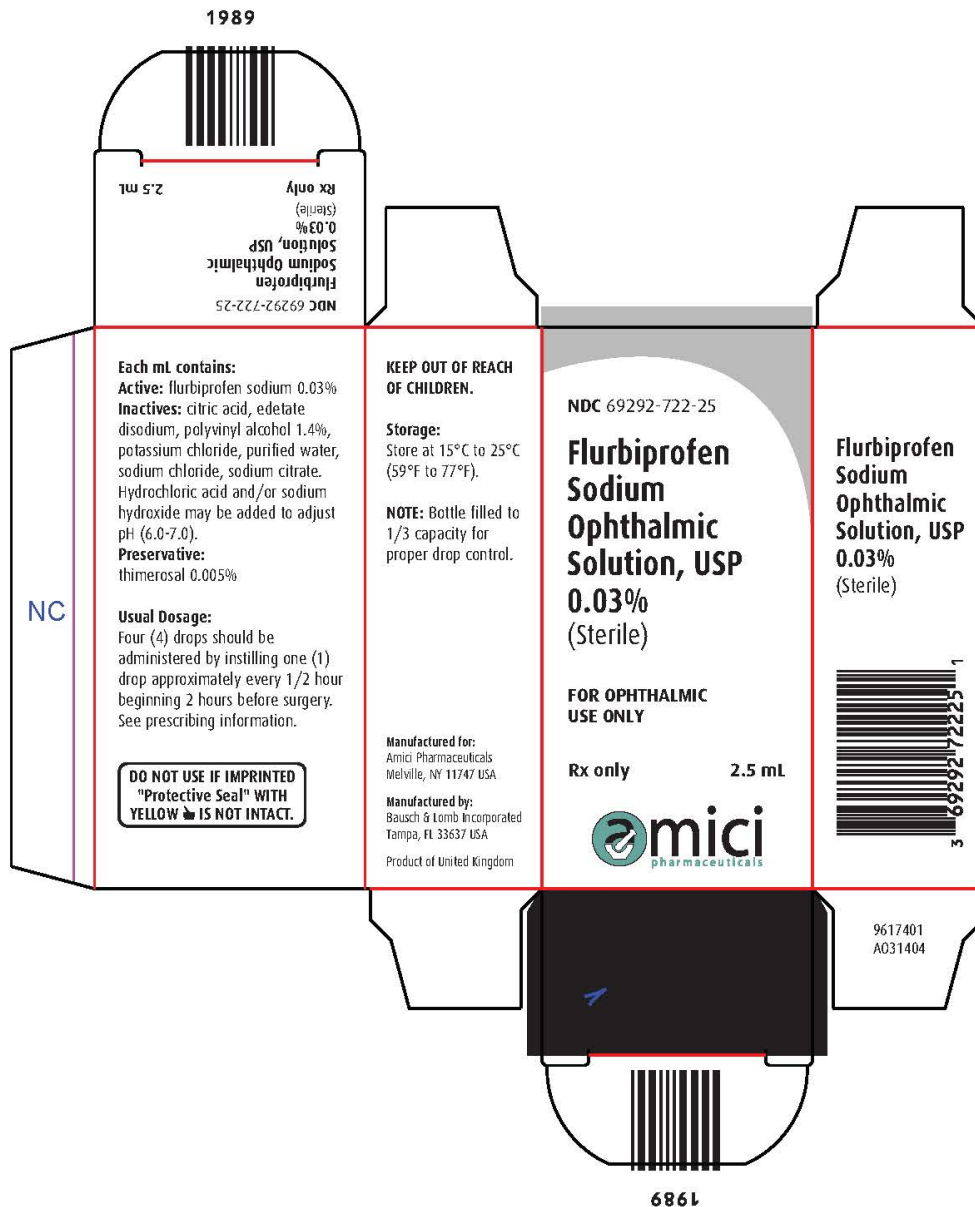 1989
NDC 69292-722-25
Flurbiprofen
Sodium Ophthalmic
Solution, USP
0.03%
(Sterile)
Rx only 2.5 mL
NC
Each mL contains:
Active: flurbiprofen sodium 0.03%
Inactives: citric acid, edetate
disodium, polyvinyl alcohol 1.4%,
potassium chloride, purified water,
sodium chloride, sodium citrate.
Hydrochloric acid and/or sodium
hydroxide may be added to adjust
pH (6.0-7.0).
Preservative:
thimerosal 0.005%
Usual Dosage:
Four (4) drops should be
administered by instilling one (1)
drop approximately every 1/2 hour
beginning 2 hours before surgery.
See prescribing information.
DO NOT USE IF IMPRINTED
"Protective Seal" WITH
YELLOW IS NOT INTACT.
KEEP OUT OF REACH
OF CHILDREN.
Storage:
Store at 15°C to 25°C
(59°F to 77°F).
NOTE: Bottle filled to
1/3 capacity for
proper drop control.
Manufactured for:
Amici Pharmaceuticals
Melville, NY 11747 USA
Manufactured by:
Bausch & Lomb Incorporated
Tampa, FL 33637 USA
Product of United Kingdom
NDC 69292-722-25
Flurbiprofen
Sodium
Ophthalmic
Solution, USP
0.03%
(Sterile)
FOR OPHTHALMIC
USE ONLY
Rx only 2.5 mL
amici
pharmaceuticals
Flurbiprofen
Sodium
Ophthalmic
Solution, USP
0.03%
(Sterile)
3 69292 72225 1
9617401
A031404
1989